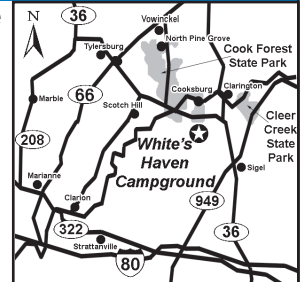 N
36
Vowinckel
North Pine Grove
Tylersburg
Cook Forest
State Park
66
Marble
Cooksburg
Clarington
Scotch Hill
208
White's
Haven
Campground
Cleer
Creek
State
Park
Marianne
Sigel
Clarion
949
322
36
Strattanville
80